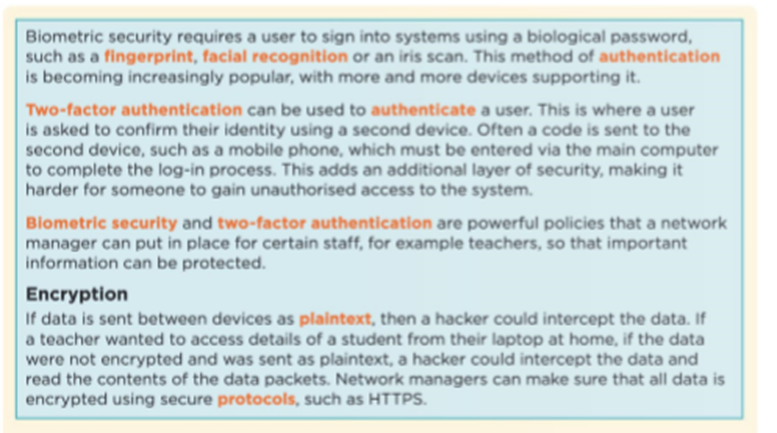 Biometric security requires a user to sign into systems using a biological password,
such as a fingerprint, facial recognition or an iris scan. This method of authentication
is becoming increasingly popular, with more and more devices supporting it.
Two-factor authentication can be used to authenticate a user. This is where a user
is asked to confirm their identity using a second device. Often a code is sent to the
second device, such as a mobile phone, which must be entered via the main computer
to complete the log-in process. This adds an additional layer of security, making it
harder for someone to gain unauthorised access to the system.
Biometric security and two-factor authentication are powerful policies that a network
manager can put in place for certain staff, for example teachers, so that important
information can be protected.
Encryption
If data is sent between devices as plaintext, then a hacker could intercept the data. If
a teacher wanted to access details of a student from their laptop at home, if the data
were not encrypted and was sent as plaintext, a hacker could intercept the data and
read the contents of the data packets. Network managers can make sure that all data is
encrypted using secure protocols, such as HTTPS.